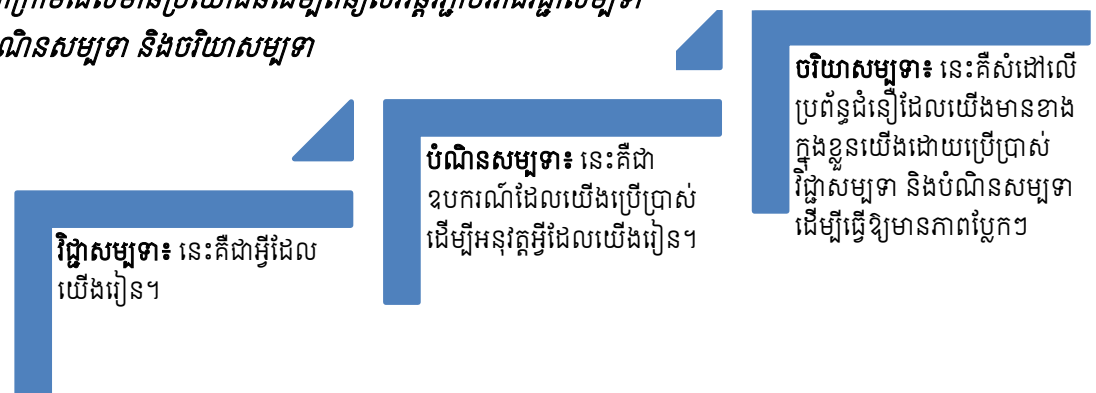 សម្បទា និងចរិយាសម្បទា
វិជ្ជាសម្បទា៖ នេះគឺជាអ្វីដែល
យើងរៀន។
បំណិនសម្បទា៖ នេះគឺជា
ឧបករណ៍ដែលយើងប្រើប្រាស់
ដើម្បីអនុវត្តអ្វីដែលយើងរៀន។
ចរិយាសម្បទា៖ នេះគឺសំដៅលើ
ប្រព័ន្ធជំនឿដែលយើងមានខាង
ក្នុងខ្លួនយើងដោយប្រើប្រាស់
វិជ្ជាសម្បទា និងបំណិនសម្បទា
ដើម្បីធ្វើឱ្យមានភាពប្លែកៗ